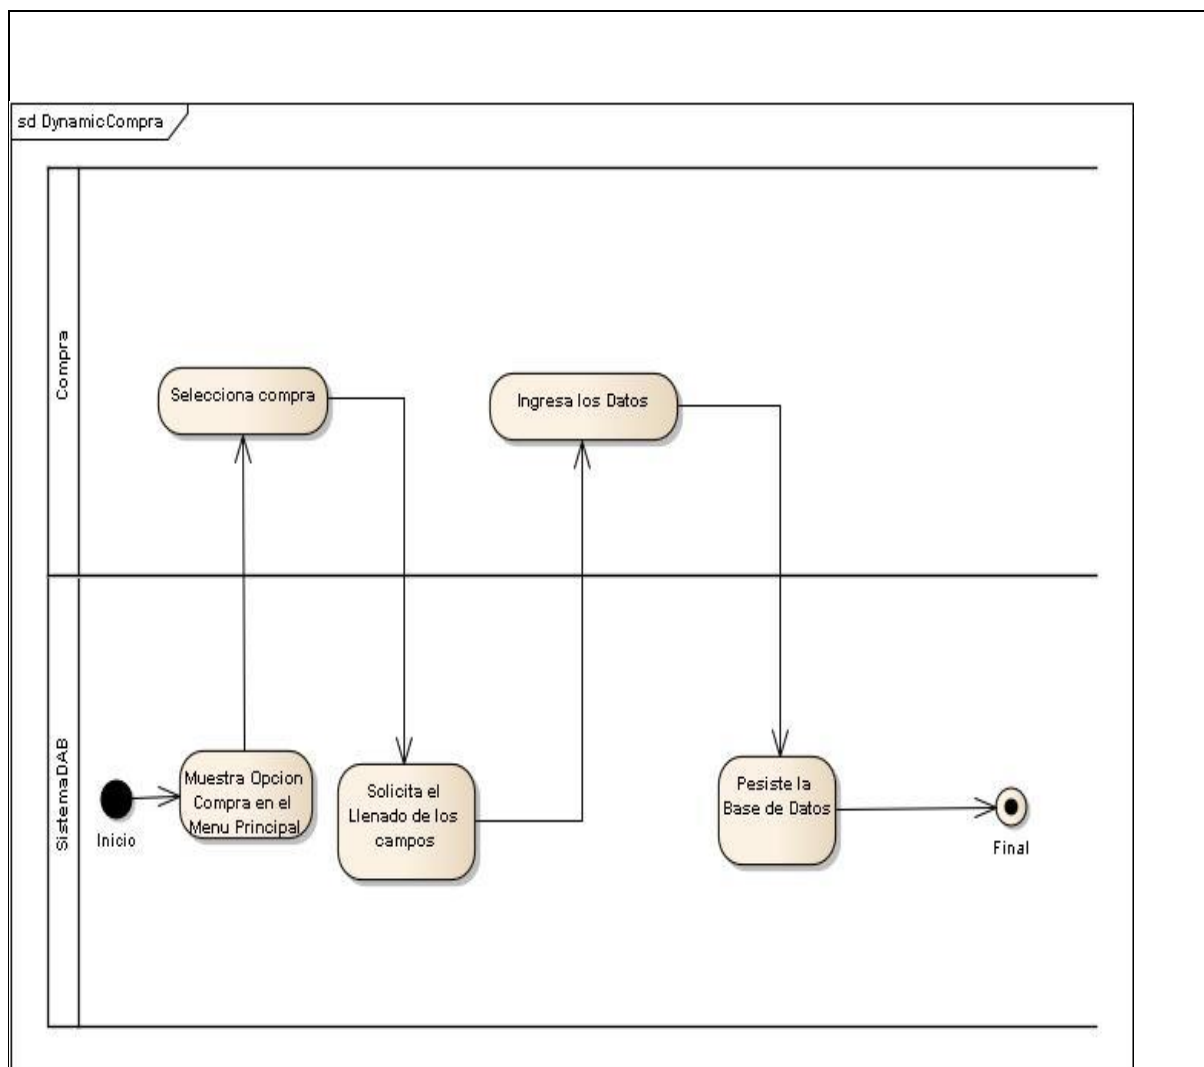 sd DynamicCompra
Compra
Selecciona compra
Ingresa los Datos
SistemaDAB
Inicio
Muestra Opcion
Compra en el
Menu Principal
Solicita el
Llenado de los
campos
Pesiste la
Base de Datos
Final